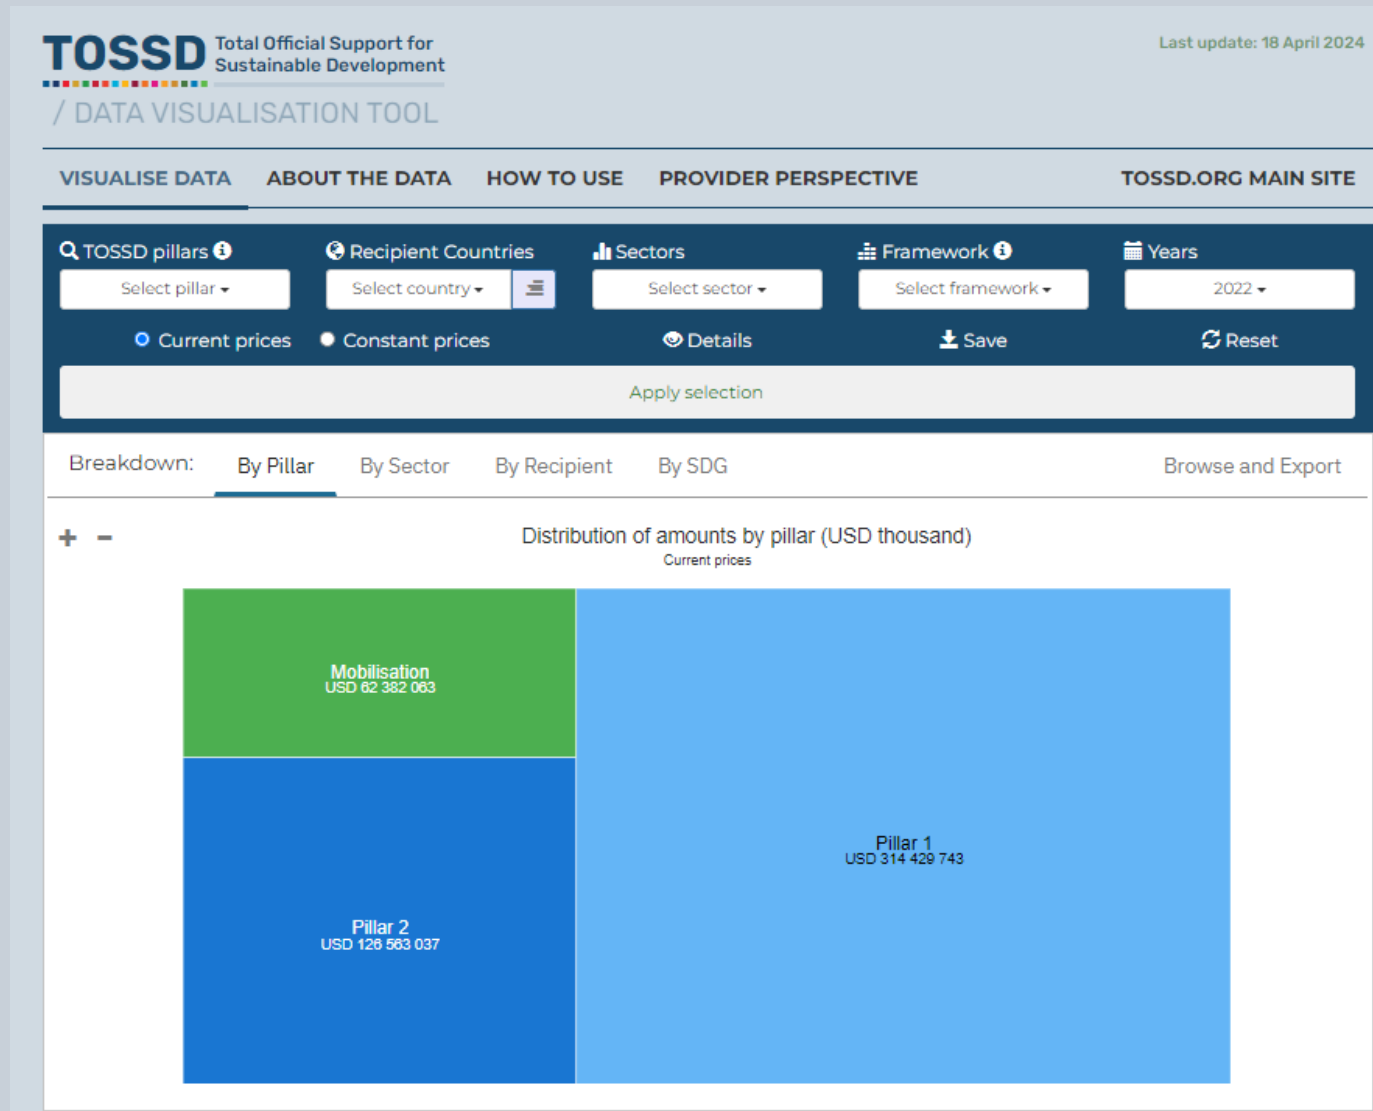 TOSSD Total Official Support for
Sustainable Development
/ DATA VISUALISATION TOOL
Last update: 18 April 2024
VISUALISE DATA ABOUT THE DATA HOW TO USE PROVIDER PERSPECTIVE TOSSD.ORG MAIN SITE
TOSSD pillars Recipient Countries Sectors Framework Years
Select pillar Select country Select sector Select framework 2022
Current prices Constant prices Details Save Reset
Apply selection
Breakdown: By Pillar By Sector By Recipient By SDG Browse and Export
+ − Distribution of amounts by pillar (USD thousand)
Current prices
Mobilisation
USD 62 382 063
Pillar 1
USD 314 429 743
Pillar 2
USD 126 563 037